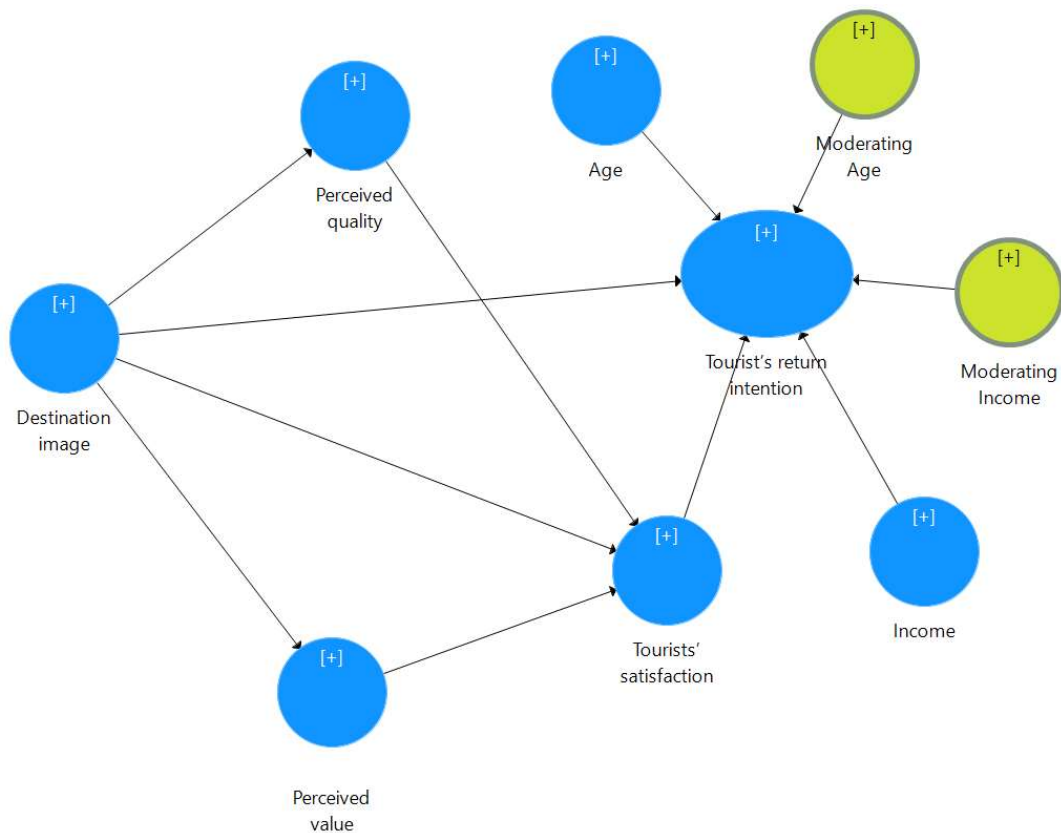 [+]
Moderating
Age
[+]
Age
[+]
Perceived
quality
[+]
Tourist's return
intention
[+]
Moderating
Income
[+]
Destination
image
[+]
Income
[+]
Tourists’
satisfaction
[+]
Perceived
value